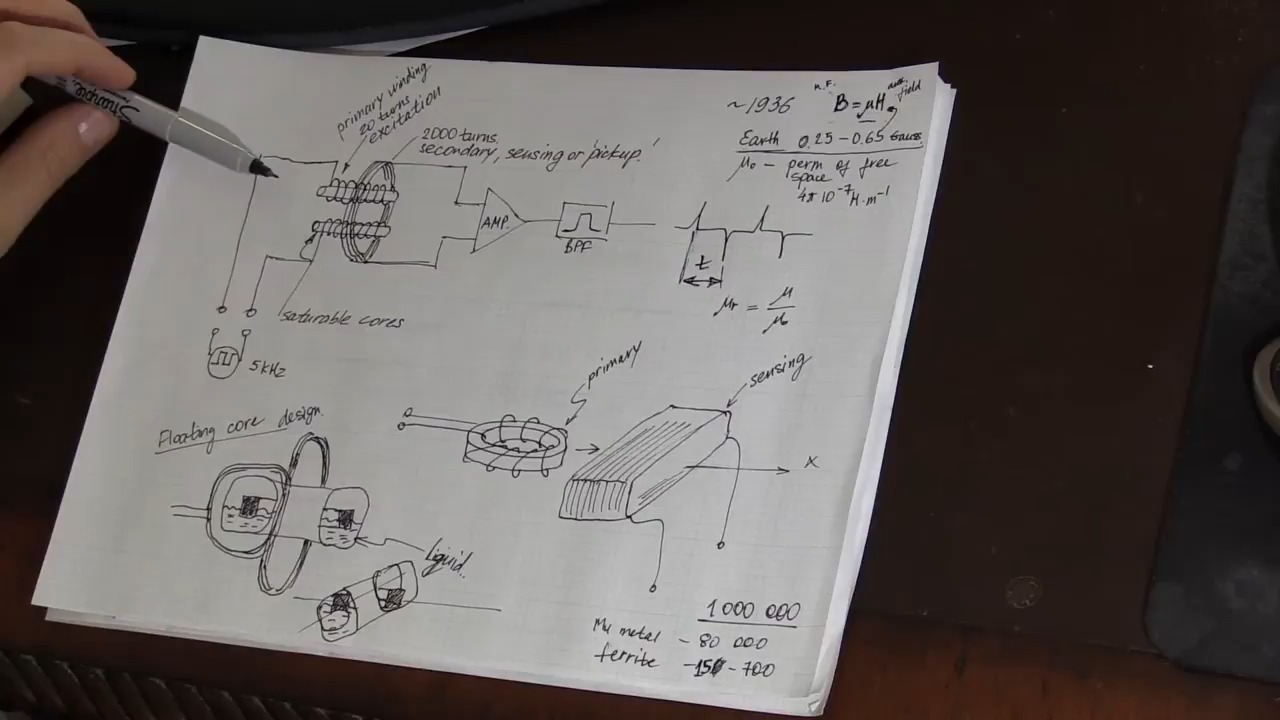 Sharpie
primary winding
20 turns
excitation
2000 turns
secondary, sensing or 'pickup'
~1936
B=μH
field
Earth 0.25-0.65 Gauss
μ₀ - perm of free
space
4π 10⁻⁷ H·m⁻¹
AMP.
BPF
t
μr = μ/μ₀
saturable cores
5kHz
primary
sensing
X
Floating core design.
Liquid
1 000 000
Mu metal - 80 000
ferrite
- 700